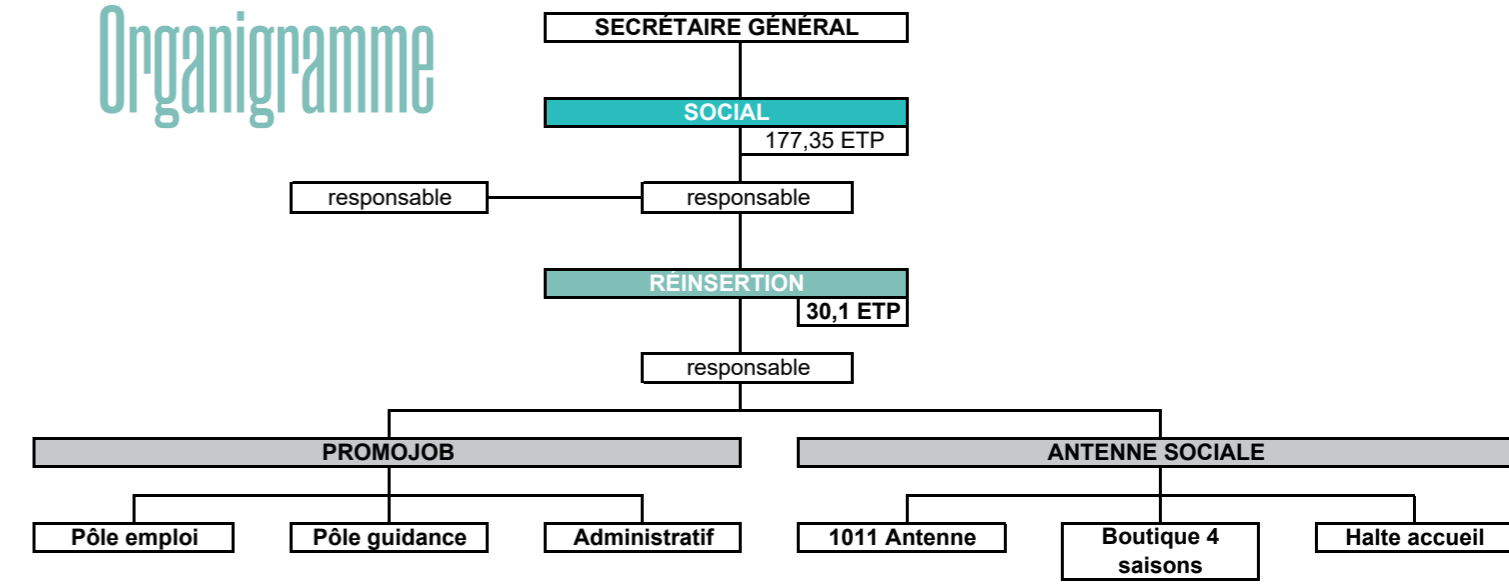 Organigramme
SECRÉTAIRE GÉNÉRAL
SOCIAL
177,35 ETP
responsable
responsable
RÉINSERTION
30,1 ETP
responsable
PROMOJOB
ANTENNE SOCIALE
Pôle emploi
Pôle guidance
Administratif
1011 Antenne
Boutique 4
saisons
Halte accueil